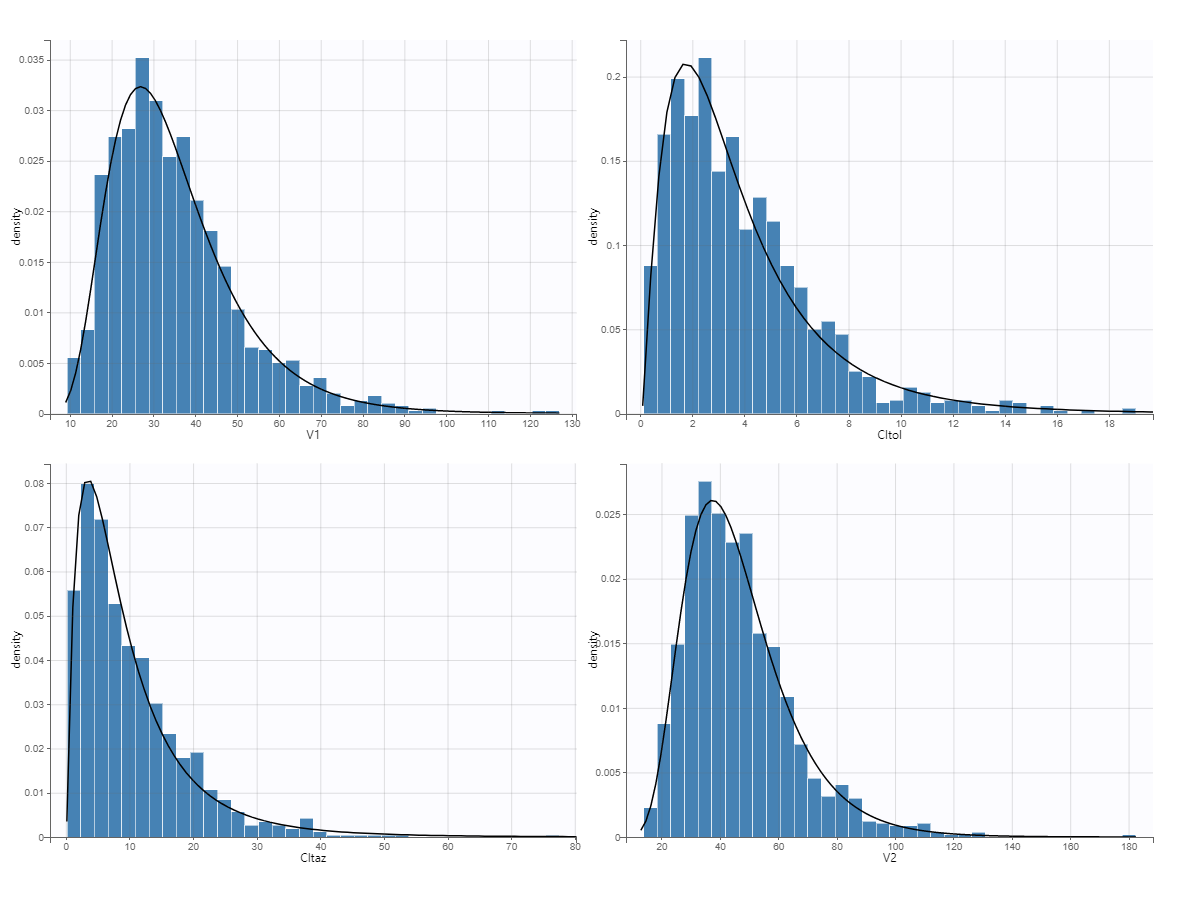 0.035
0.03
0.025
0.02
0.015
0.01
0.005
0
density
10 20 30 40 50 60 70 80 90 100 110 120 130
V1
0.2
0.15
0.1
0.05
0
density
0 2 4 6 8 10 12 14 16 18
Cltol
0.08
0.07
0.06
0.05
0.04
0.03
0.02
0.01
0
density
0 10 20 30 40 50 60 70 80
Cltaz
0.025
0.02
0.015
0.01
0.005
0
density
20 40 60 80 100 120 140 160 180
V2